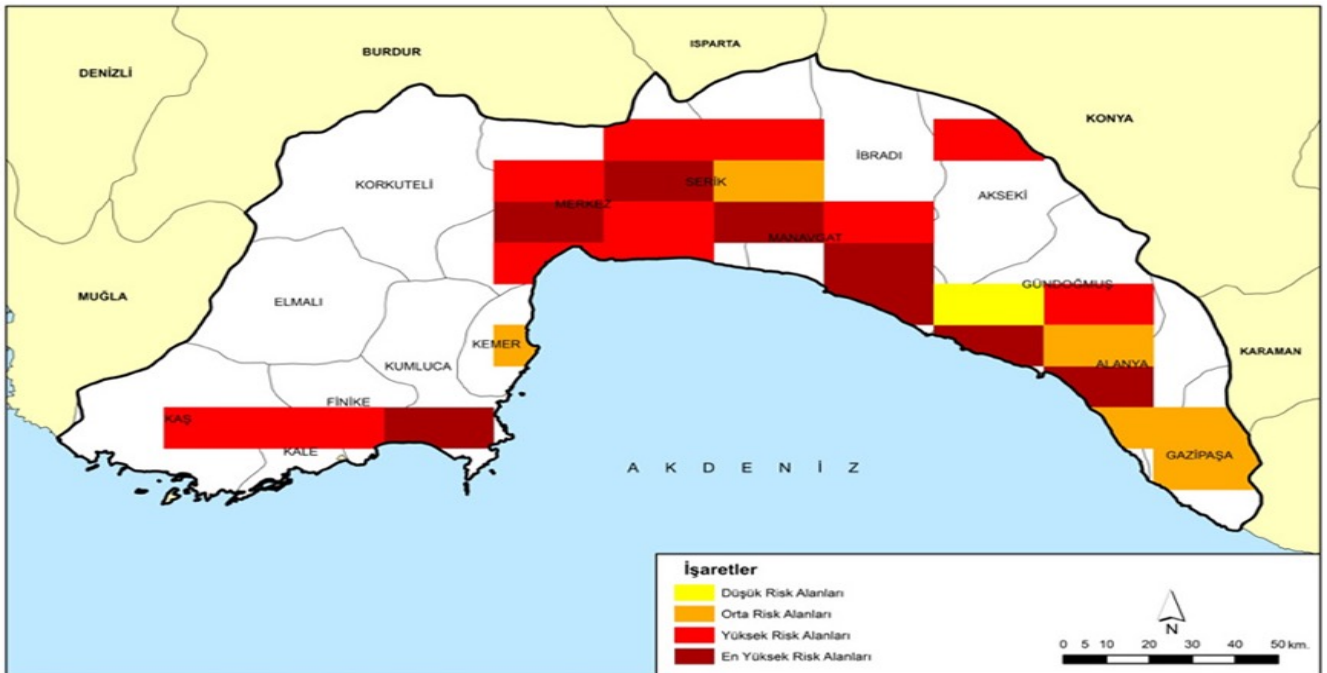 ISPARTA
BURDUR
DENİZLİ
KONYA
İBRADI
KORKUTELİ
SERİK
AKSEKİ
MERKEZ
MANAVGAT
GÜNDOĞMUŞ
MUĞLA
ELMALI
KEMER
KARAMAN
KUMLUCA
ALANYA
FİNİKE
KAŞ
KALE
GAZİPAŞA
A K D E N İ Z
İşaretler
Düşük Risk Alanları
Orta Risk Alanları
Yüksek Risk Alanları
En Yüksek Risk Alanları
N
0 5 10 20 30 40 50 km.